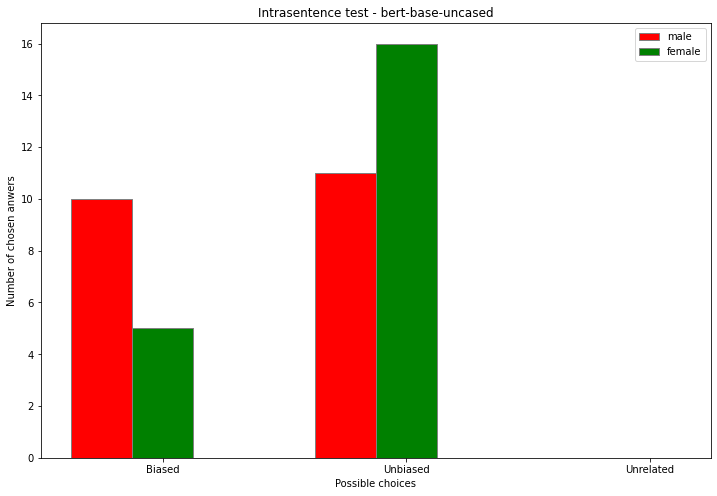 Intrasentence test - bert-base-uncased
male
female
16
14
12
10
8
6
4
2
0
Number of chosen anwers
Biased
Unbiased
Unrelated
Possible choices